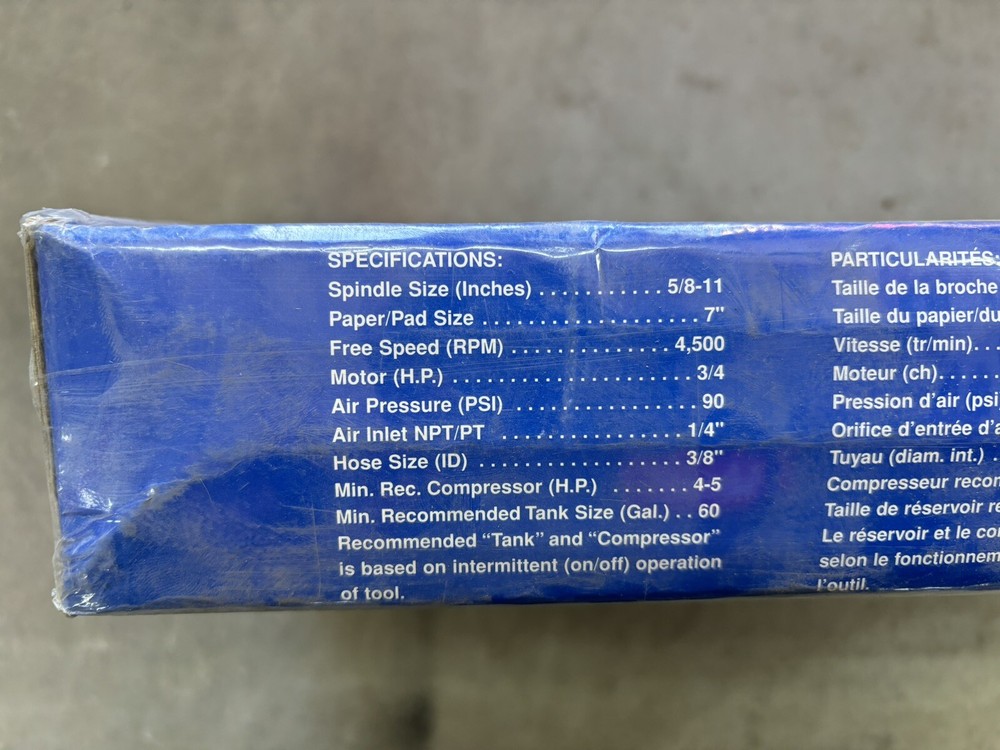 SPECIFICATIONS:
Spindle Size (Inches) ........... 5/8-11
Paper/Pad Size ................... 7"
Free Speed (RPM) .............. 4,500
Motor (H.P.) ..................... 3/4
Air Pressure (PSI) ................. 90
Air Inlet NPT/PT ................ 1/4"
Hose Size (ID) .................. 3/8"
Min. Rec. Compressor (H.P.) ....... 4-5
Min. Recommended Tank Size (Gal.) .. 60
Recommended “Tank” and “Compressor”
is based on intermittent (on/off) operation
of tool.
PARTICULARITÉS:
Taille de la broche
Taille du papier/du
Vitesse (tr/min)...
Moteur (ch)......
Pression d’air (psi
Orifice d’entrée d’a
Tuyau (diam. int.) .
Compresseur
Taille de réservoir
Le réservoir et le
selon le
l’outil.